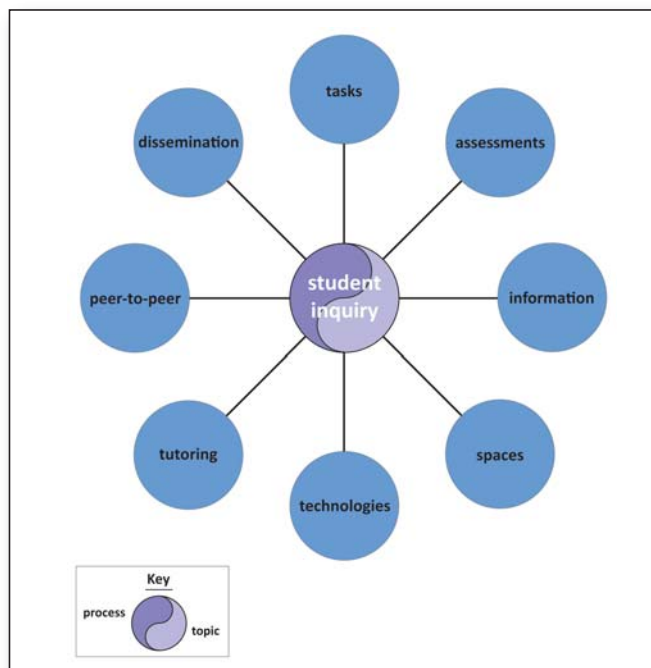 tasks
dissemination
assessments
student
inquiry
peer-to-peer
information
tutoring
spaces
technologies
Key
process
topic